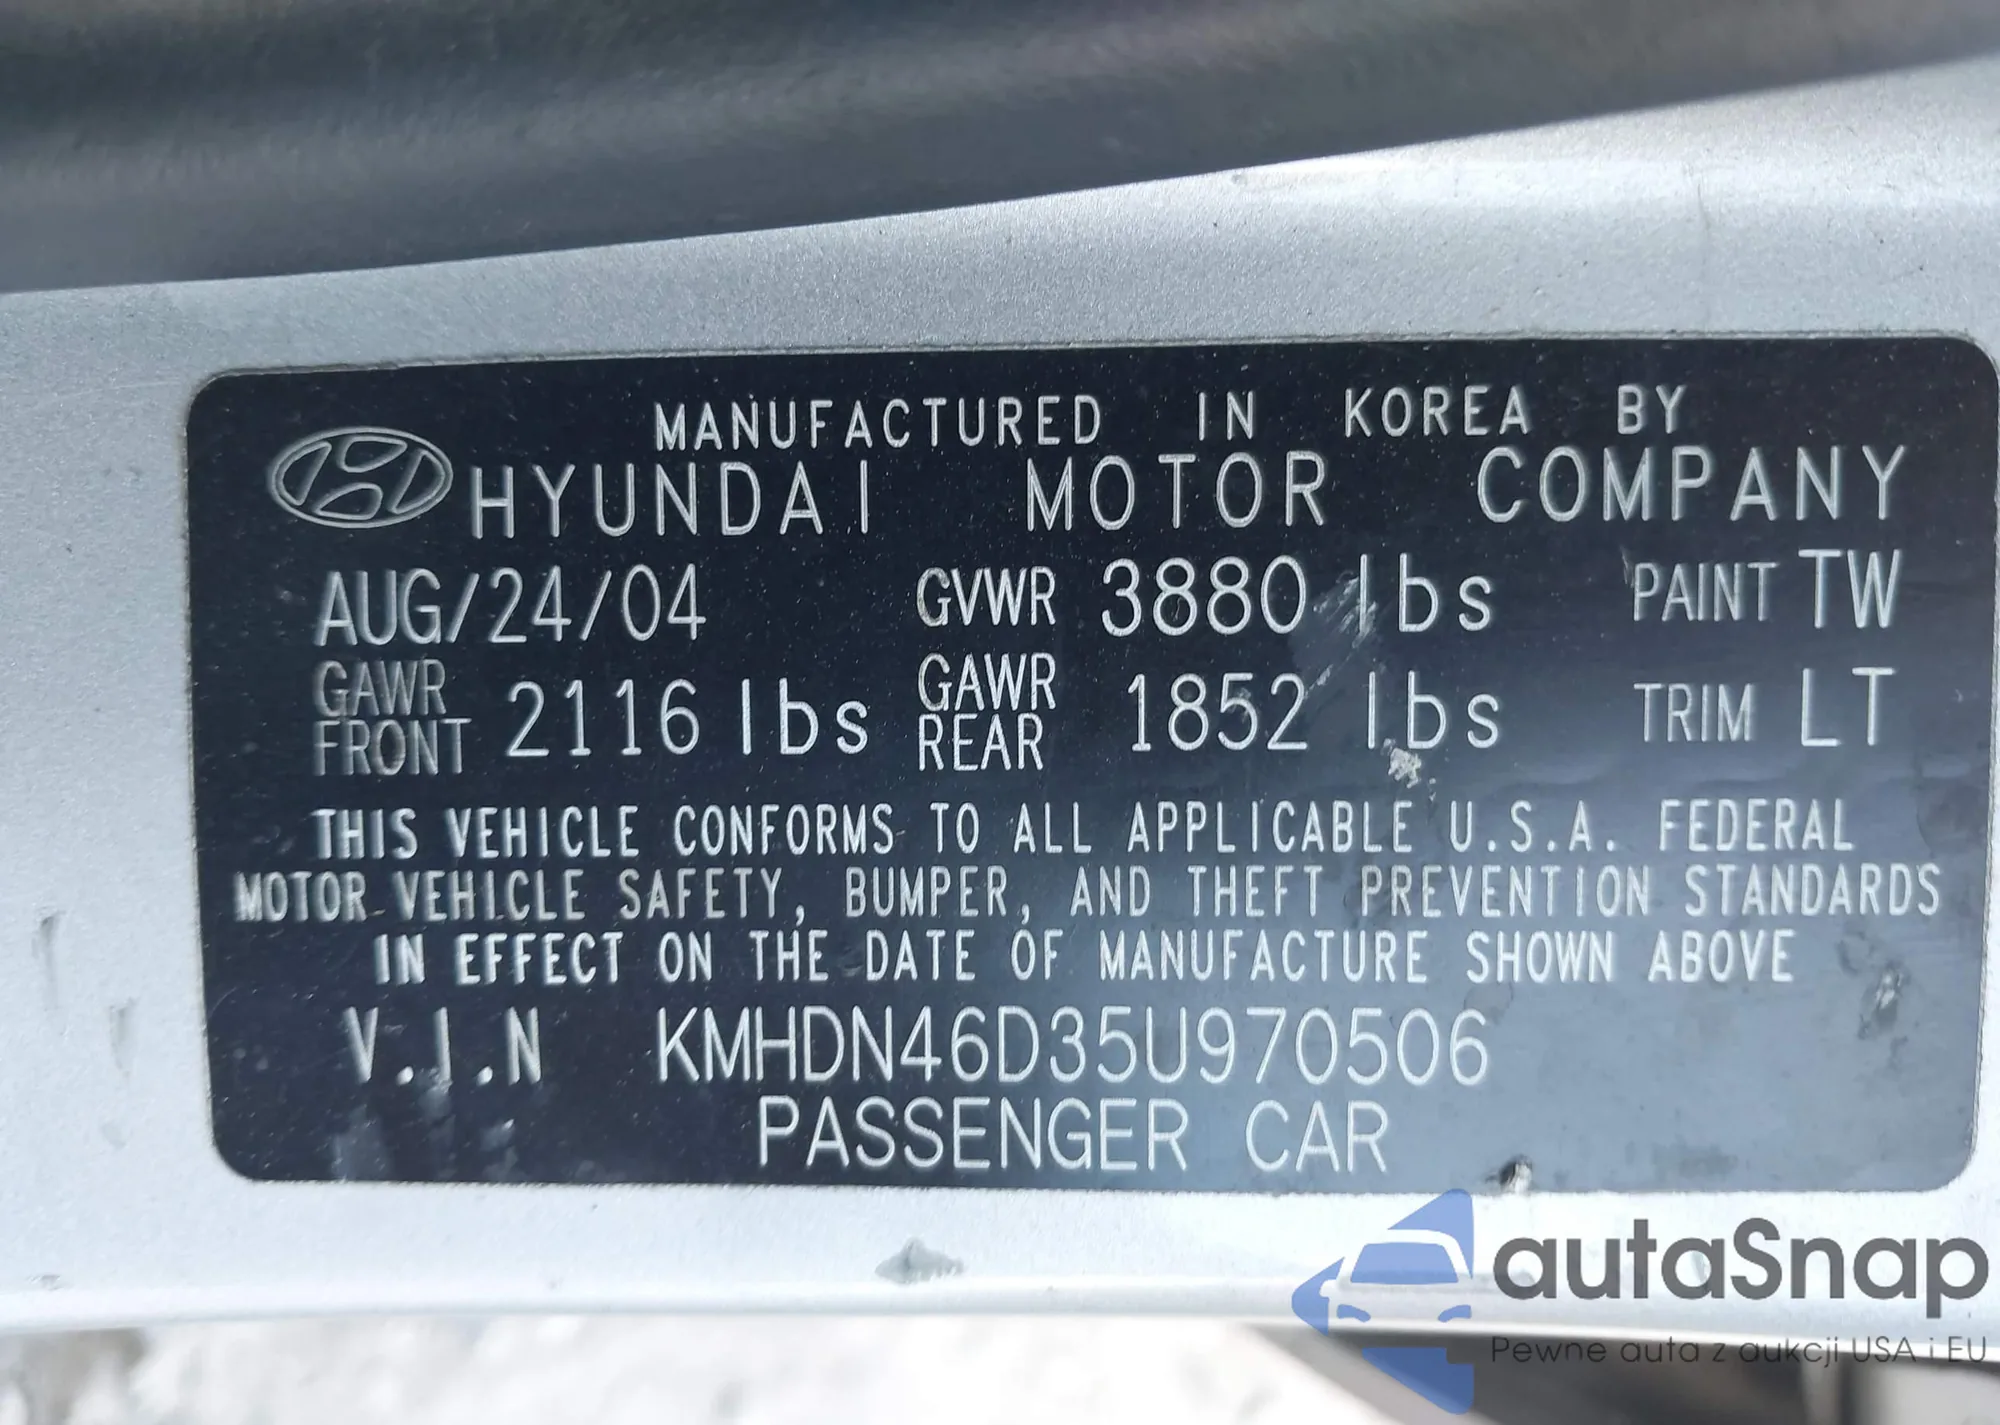 MANUFACTURED IN KOREA BY
HYUNDAI MOTOR COMPANY
AUG/24/04 GVWR 3880 lbs PAINT TW
GAWR FRONT 2116 lbs GAWR REAR 1852 lbs TRIM LT
THIS VEHICLE CONFORMS TO ALL APPLICABLE U.S.A. FEDERAL
MOTOR VEHICLE SAFETY, BUMPER, AND THEFT PREVENTION STANDARDS
IN EFFECT ON THE DATE OF MANUFACTURE SHOWN ABOVE
V.I.N KMHDN46D35U970506
PASSENGER CAR
autaSnap
Pewne auta z aukcji USA i EU